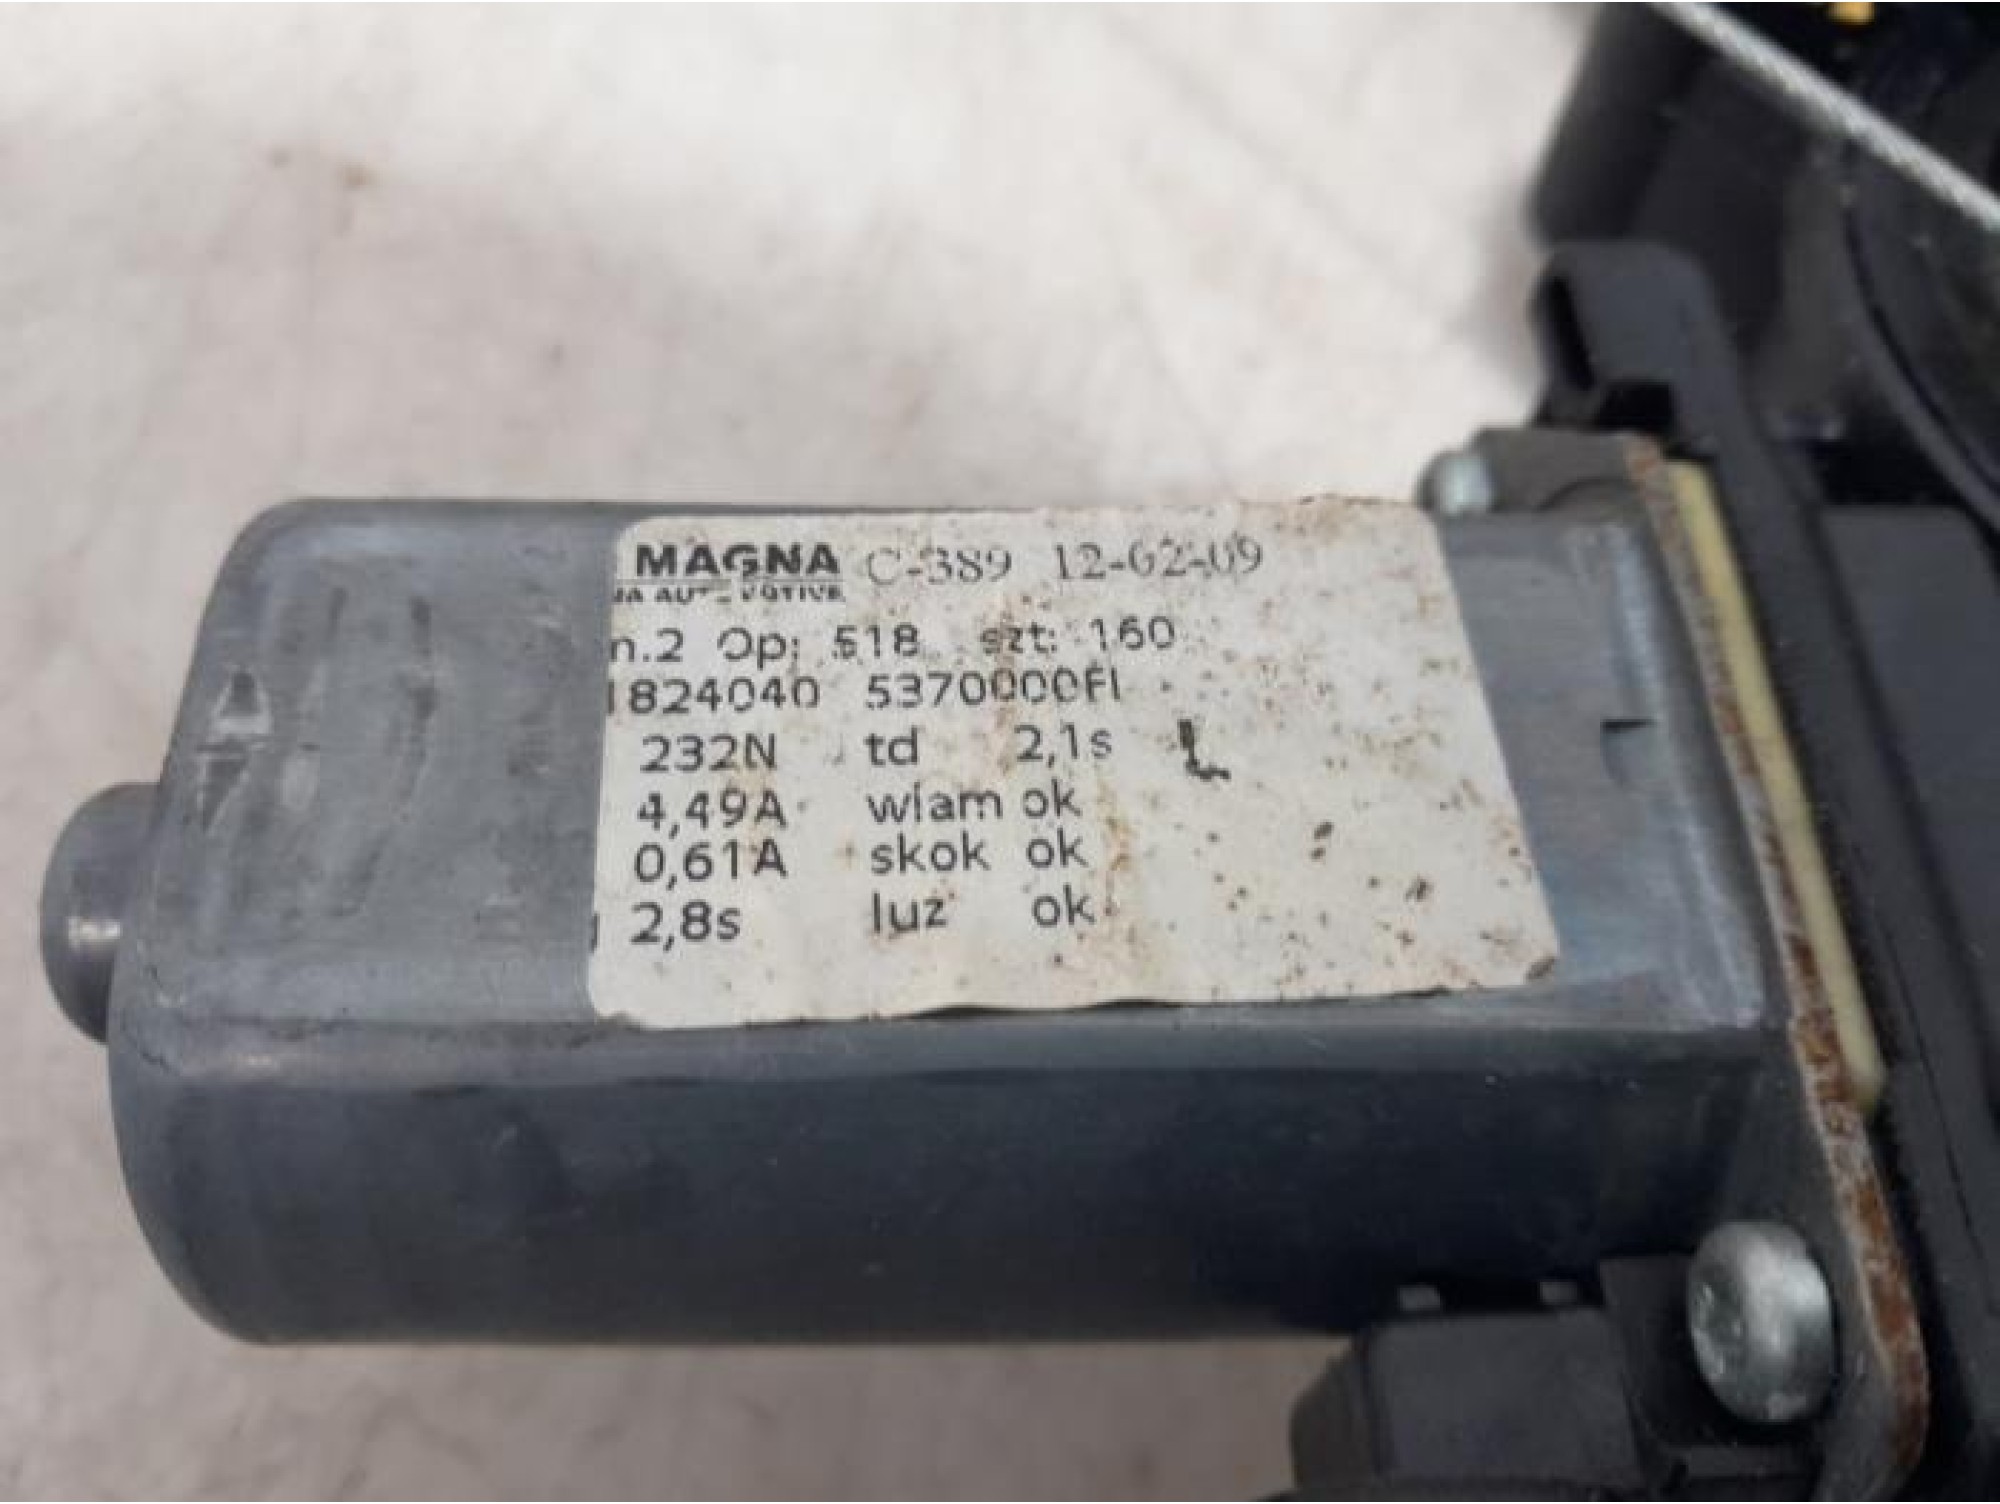 MAGNA C-389 12-02-09
n.2 Op: 518 szt: 160
1824040 5370000FI
232N td 2,1s L
4,49A wlam ok
0,61A skok ok
2,8s luz ok